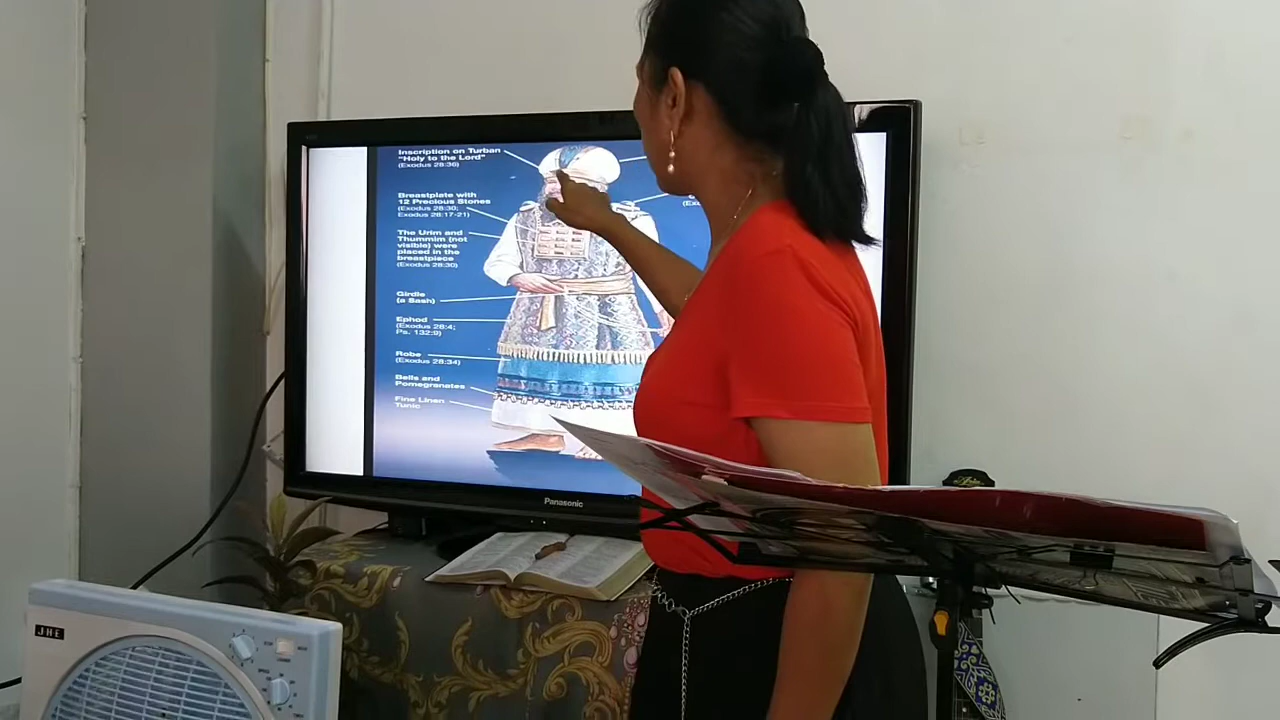 Inscription on Turban
"Holy to the Lord"
(Exodus 28:36)
Breastplate with
12 Precious Stones
(Exodus 28:30;
Exodus 28:17-21)
The Urim and
Thummim (not
visible) were
placed in the
breastpiece
(Exodus 28:30)
Girdle
(a Sash)
Ephod
(Exodus 28:4;
Ps. 132:9)
Robe
(Exodus 28:34)
Bells and
Pomegranates
Fine Linen
Tunic
Panasonic
JHE